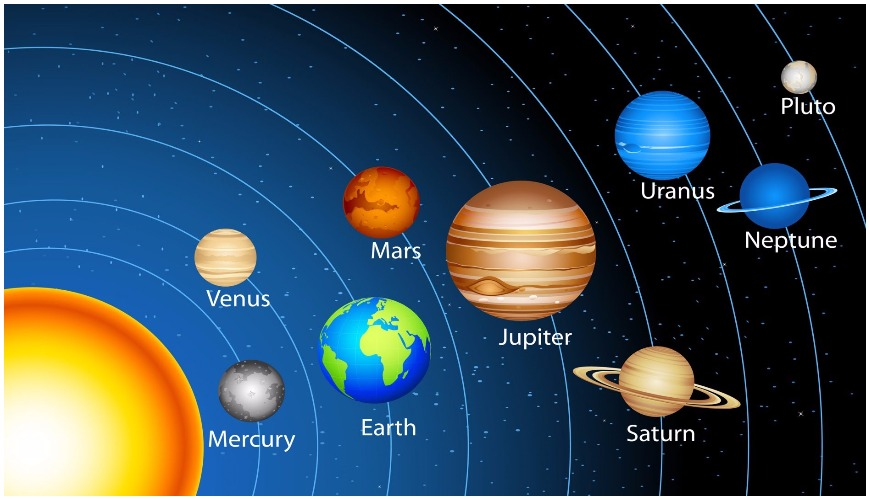 Pluto
Uranus
Neptune
Mars
Venus
Jupiter
Earth
Saturn
Mercury